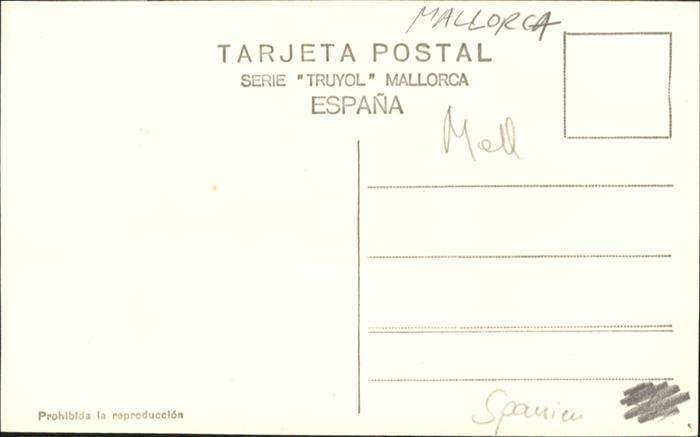 MALLORCA
TARJETA POSTAL
SERIE "TRUYOL" MALLORCA
ESPAÑA
Mall
Spanien
Prohibida la reproducción